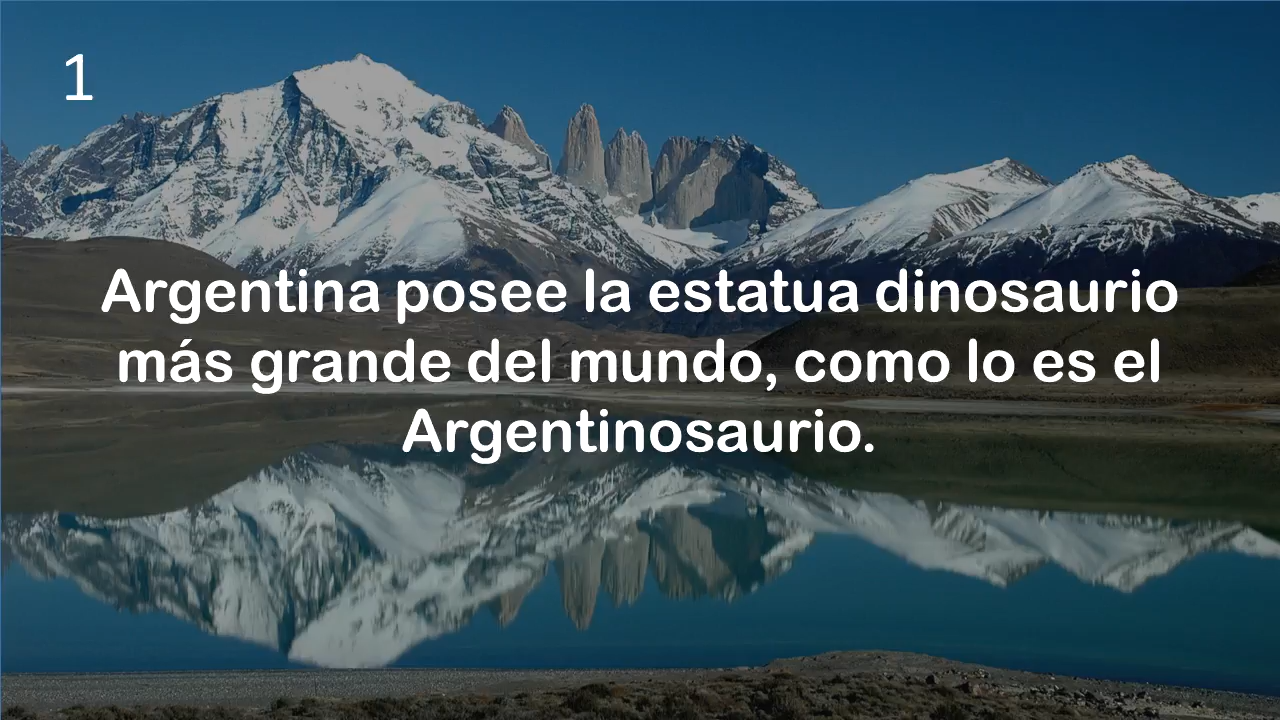 1
Argentina posee la estatua dinosaurio
más grande del mundo, como lo es el
Argentinosaurio.